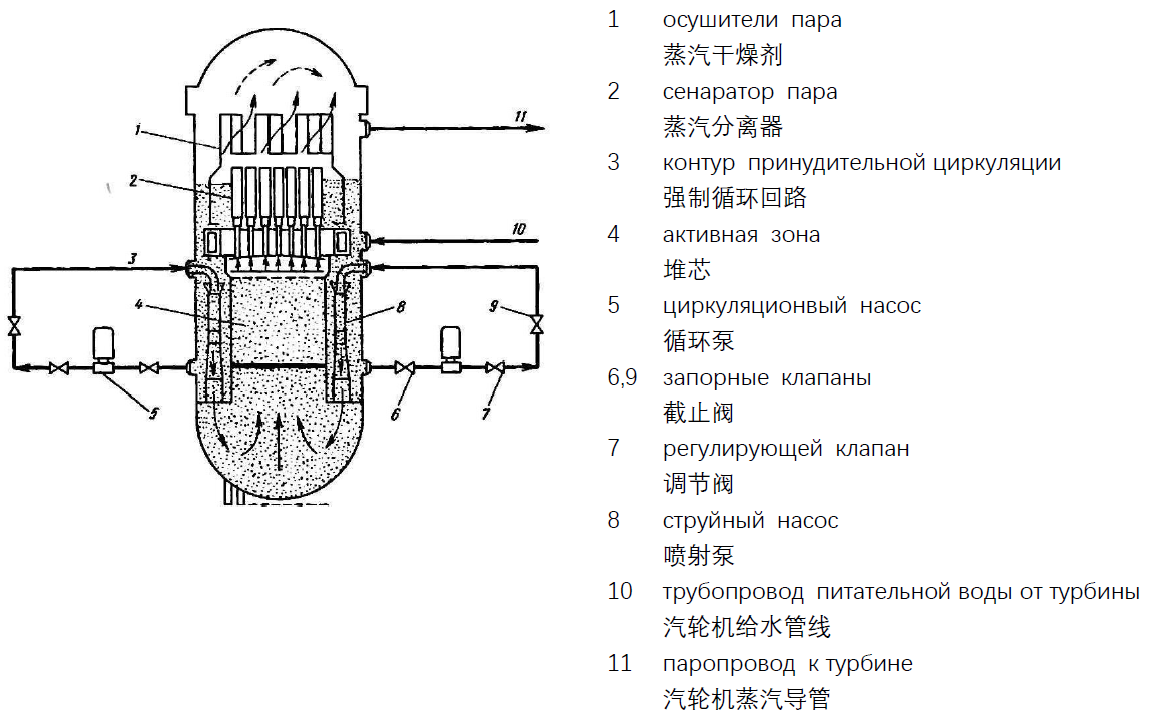 11
1
2
10
3
4
8
9
5
6
7
1 осушители пара
蒸汽干燥剂
2 сенаратор пара
蒸汽分离器
3 контур принудительной циркуляции
强制循环回路
4 активная зона
堆芯
5 циркуляционвый насос
循环泵
6,9 запорные клапаны
截止阀
7 регулирующей клапан
调节阀
8 струйный насос
喷射泵
10 трубопровод питательной воды от турбины
汽轮机给水管线
11 паропровод к турбине
汽轮机蒸汽导管